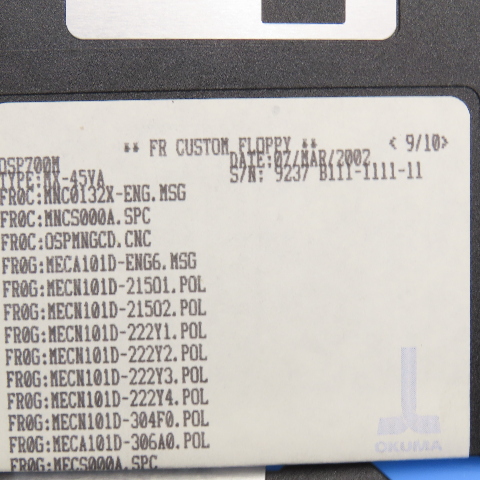 ** FR CUSTOM FLOPPY ** < 9/10>
OSP700M DATE:07/MAR/2002
TYPE:MX-45VA S/N: 9237 B111-1111-11
FR0C:MNC0132X-ENG.MSG
FR0C:MNCS000A.SPC
FR0C:OSPMNGCD.CNC
FR0G:MECA101D-ENG6.MSG
FR0G:MECN101D-21501.POL
FR0G:MECN101D-21502.POL
FR0G:MECN101D-222Y1.POL
FR0G:MECN101D-222Y2.POL
FR0G:MECN101D-222Y3.POL
FR0G:MECN101D-222Y4.POL
FR0G:MECN101D-304F0.POL
FR0G:MECA101D-306A0.POL
FR0G:MECS000A.SPC
OKUMA